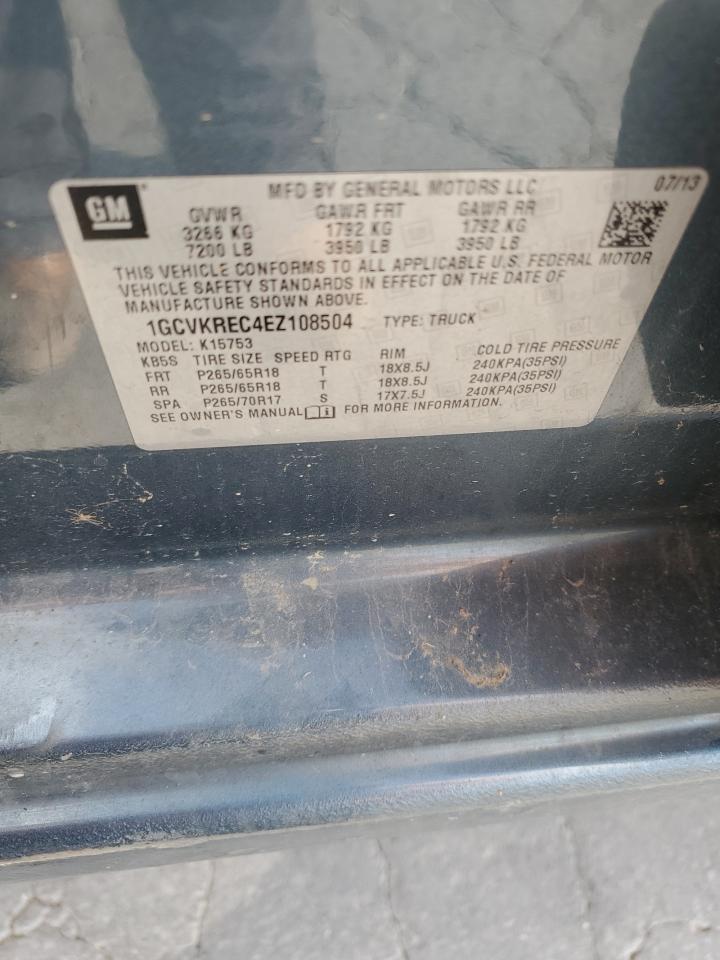 GM MFD BY GENERAL MOTORS LLC 07/13
GVWR GAWR FRT GAWR RR
3266 KG 1792 KG 1792 KG
7200 LB 3950 LB 3950 LB
THIS VEHICLE CONFORMS TO ALL APPLICABLE U.S. FEDERAL MOTOR
VEHICLE SAFETY STANDARDS IN EFFECT ON THE DATE OF
MANUFACTURE SHOWN ABOVE.
1GCVKREC4EZ108504 TYPE: TRUCK
MODEL: K15753
KB5S TIRE SIZE SPEED RTG RIM COLD TIRE PRESSURE
FRT P265/65R18 T 18X8.5J 240KPA(35PSI)
RR P265/65R18 T 18X8.5J 240KPA(35PSI)
SPA P265/70R17 S 17X7.5J 240KPA(35PSI)
SEE OWNER'S MANUAL FOR MORE INFORMATION.